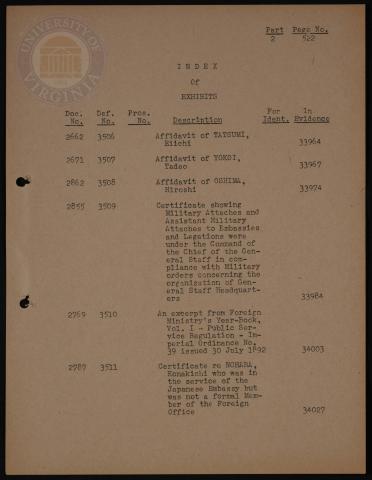 UNIVERSITY OF VIRGINIA
Part Page No.
2 522
INDEX
Of
EXHIBITS
Doc. Def. Pros. For In
No. No. No. Description Ident. Evidence
2662 3506 Affidavit of TATSUMI,
Eiichi 33964
2671 3507 Affidavit of YOKOI,
Tadao 33967
2862 3508 Affidavit of OSHIMA,
Hiroshi 33974
2855 3509 Certificate showing
Military Attaches and
Assistant Military
Attaches to Embassies
and Legations were
under the Command of
the Chief of the Gen-
eral Staff in com-
pliance with Military
orders concerning the
organization of Gen-
eral Staff Headquart-
ers 33984
2769 3510 An excerpt from Foreign
Ministry's Year-Book,
Vol. I - Public Ser-
vice Regulation - Im-
perial Ordinance No.
39 issued 30 July 1892 34003
2787 3511 Certificate re NOHARA,
Konakichi who was in
the service of the
Japanese Embassy but
was not a formal Mem-
ber of the Foreign
Office 34027